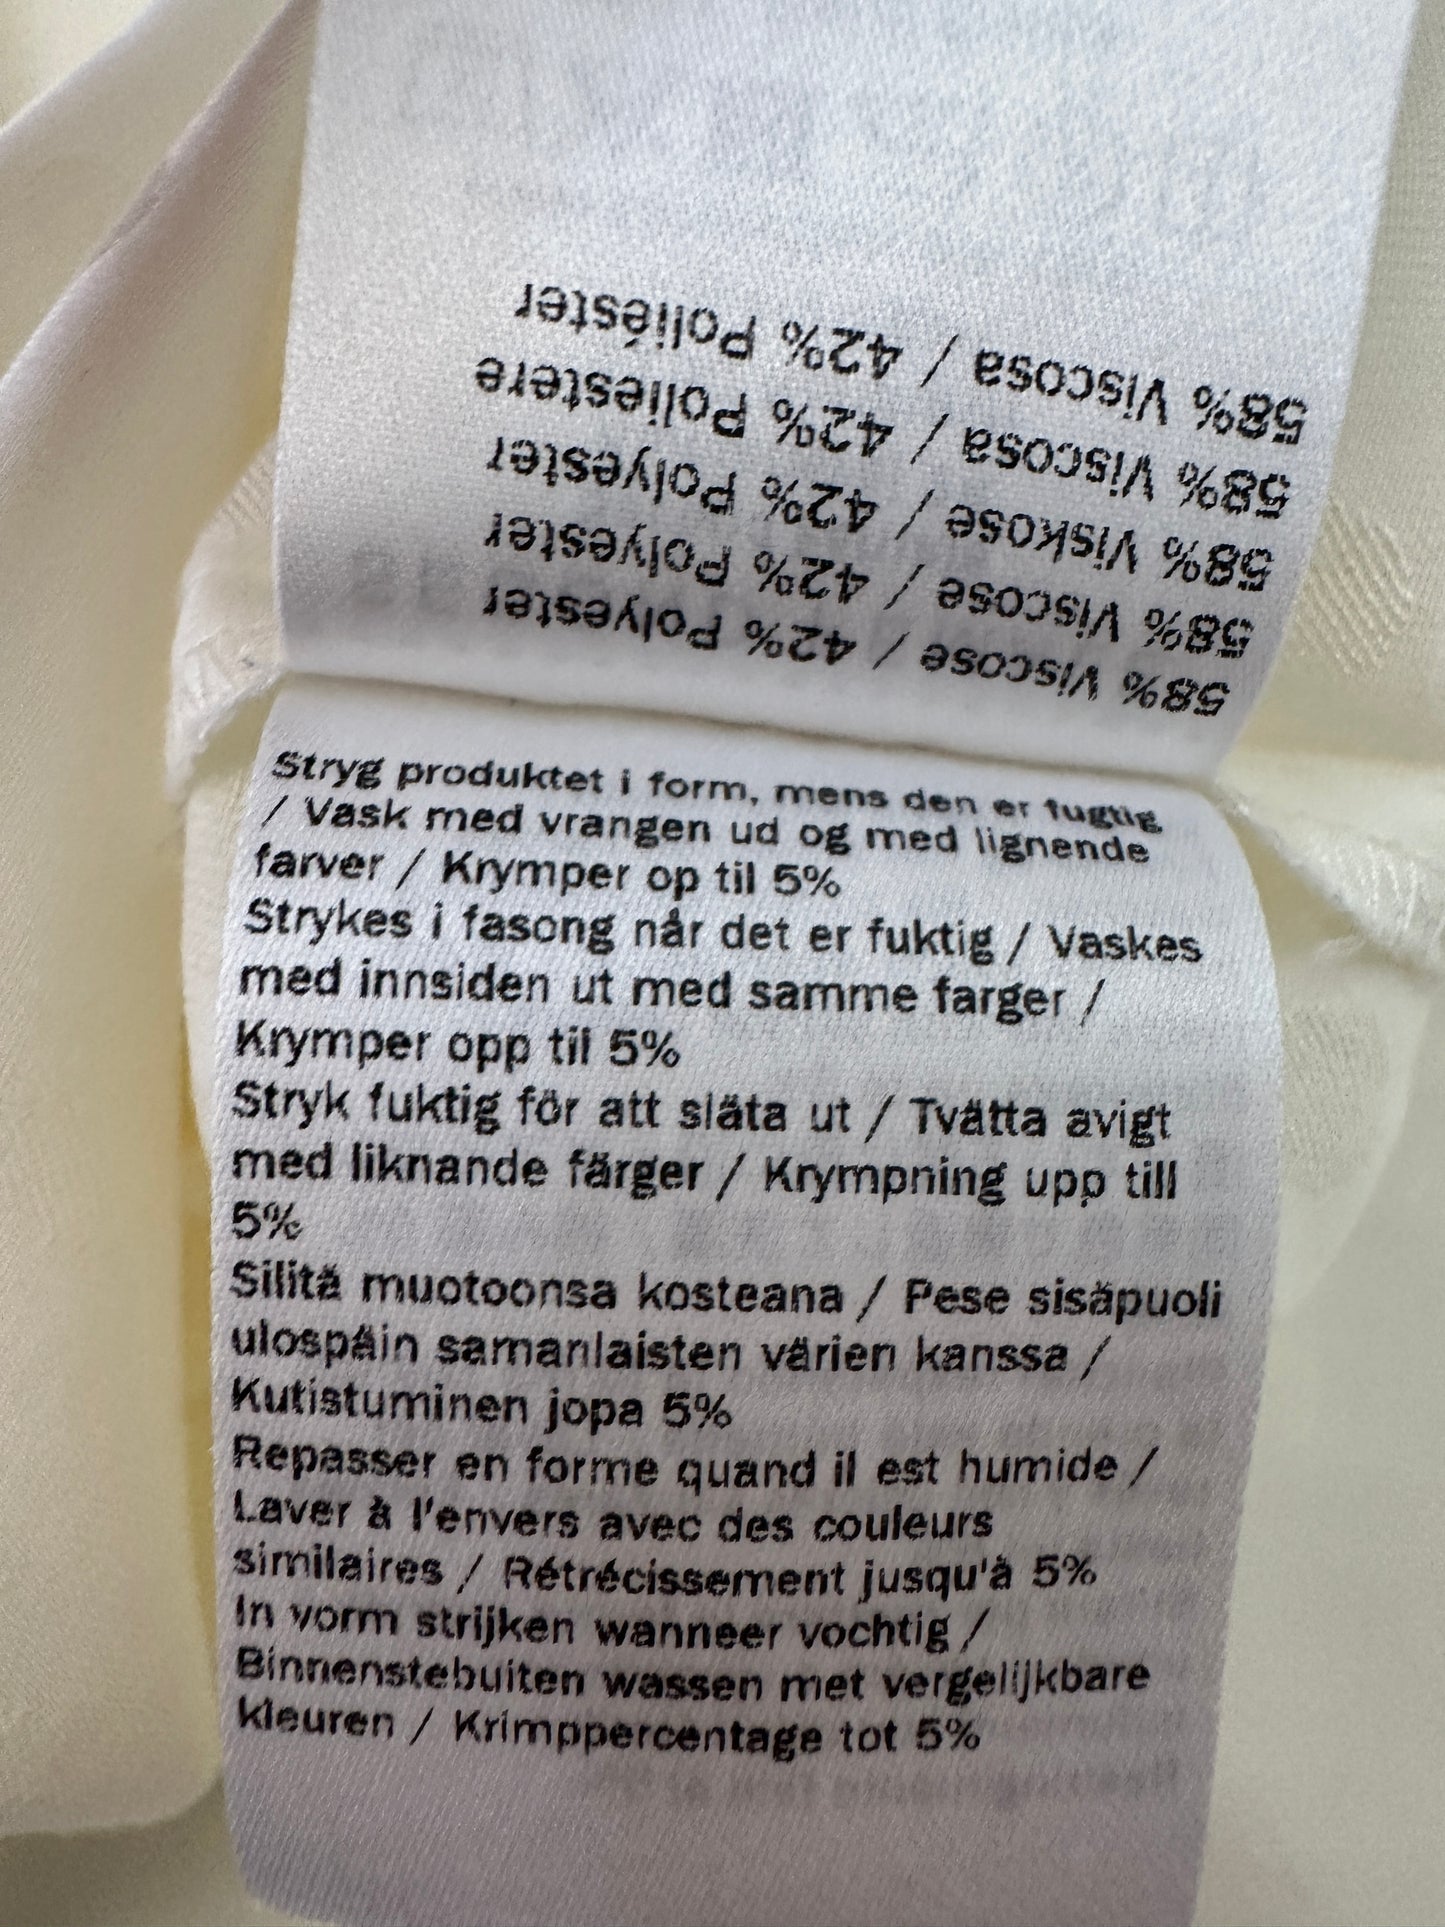 58% Viscose / 42% Polyester
58% Viscose / 42% Polyester
58% Viskose / 42% Polyester
58% Viscosa / 42% Poliestere
58% Viscosa / 42% Poliéster
Stryg produktet i form, mens den er fugtig.
/ Vask med vrangen ud og med lignende
farver / Krymper op til 5%
Strykes i fasong når det er fuktig / Vaskes
med innsiden ut med samme farger /
Krymper opp til 5%
Stryk fuktig för att släta ut / Tvätta avigt
med liknande färger / Krympning upp till
5%
Silitä muotoonsa kosteana / Pese sisäpuoli
ulospäin samanlaisten värien kanssa /
Kutistuminen jopa 5%
Repasser en forme quand il est humide /
Laver à l'envers avec des couleurs
similaires / Rétrécissement jusqu'à 5%
In vorm strijken wanneer vochtig /
Binnenstebuiten wassen met vergelijkbare
kleuren / Krimppercentage tot 5%